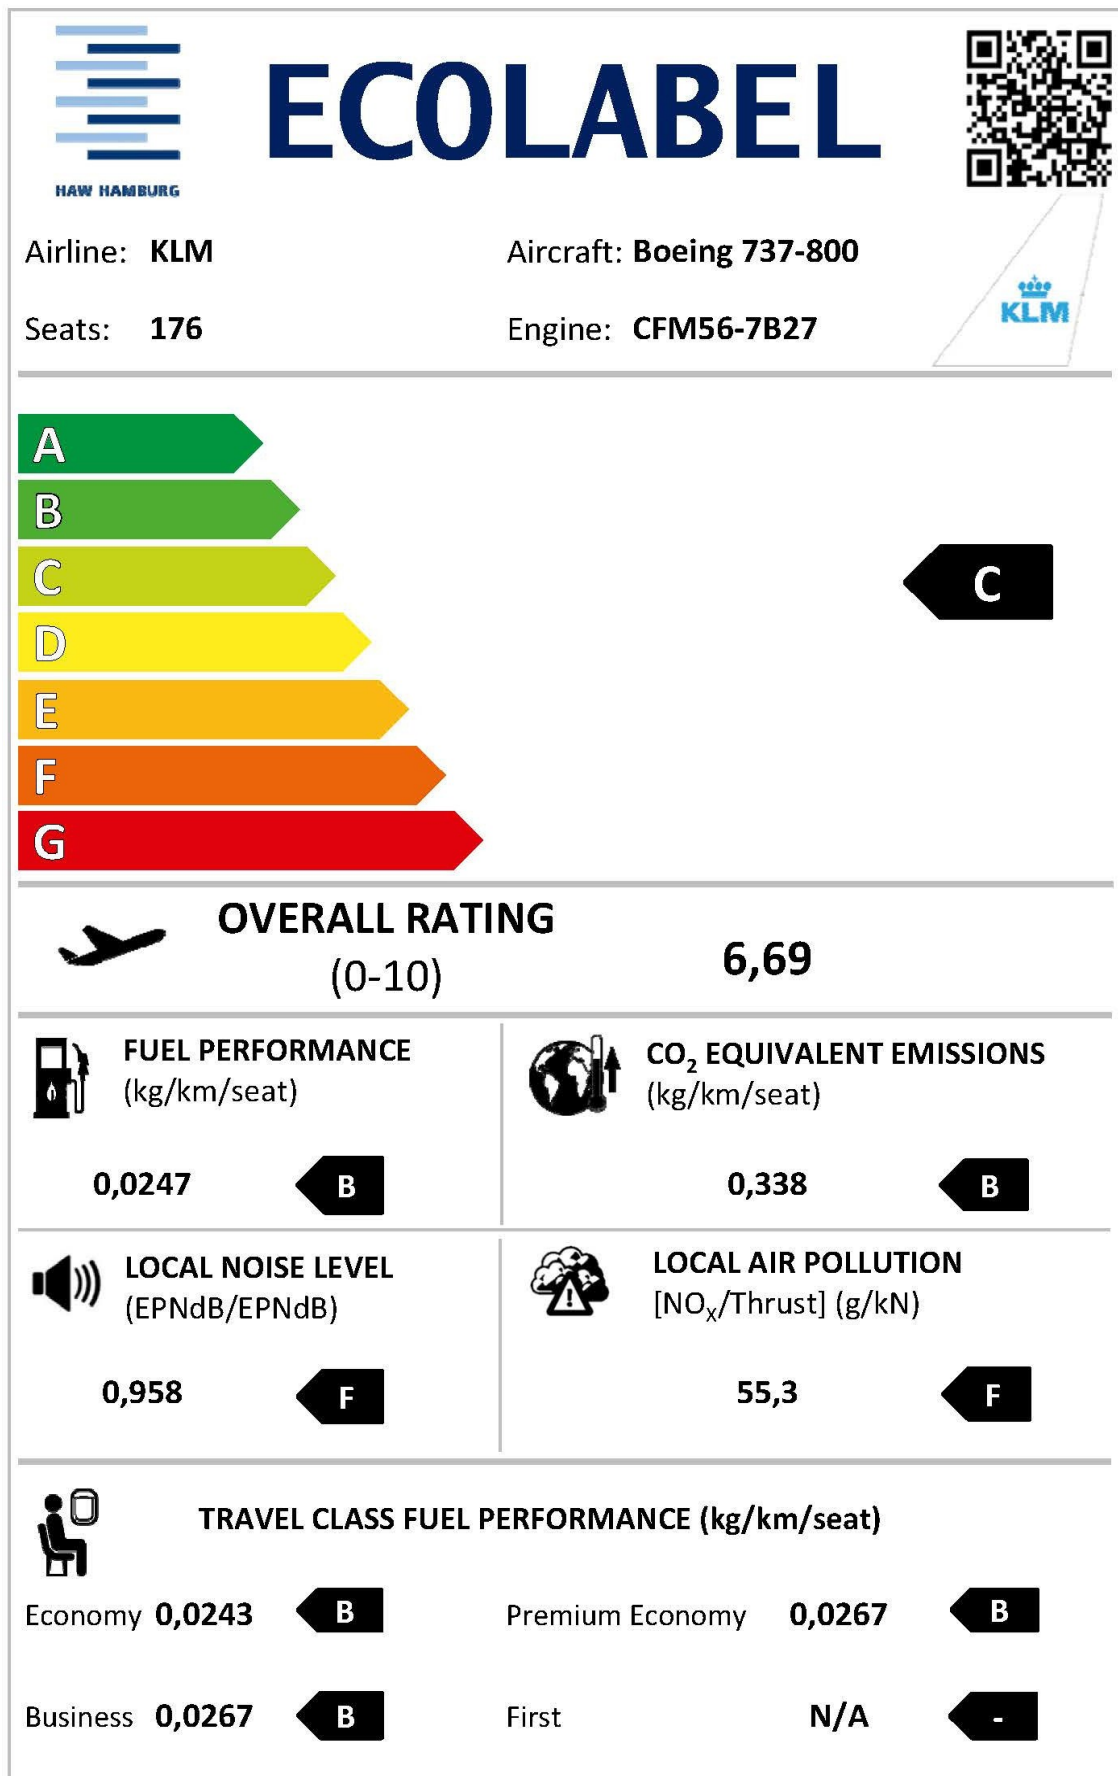 HAW HAMBURG
ECOLABEL
Airline: KLM
Aircraft: Boeing 737-800
Seats: 176
Engine: CFM56-7B27
KLM
A
B
C
C
D
E
F
G
OVERALL RATING
(0-10)
6,69
FUEL PERFORMANCE
(kg/km/seat)
0,0247 B
CO₂ EQUIVALENT EMISSIONS
(kg/km/seat)
0,338 B
LOCAL NOISE LEVEL
(EPNdB/EPNdB)
0,958 F
LOCAL AIR POLLUTION
[NOₓ/Thrust] (g/kN)
55,3 F
TRAVEL CLASS FUEL PERFORMANCE (kg/km/seat)
Economy 0,0243 B
Premium Economy 0,0267 B
Business 0,0267 B
First N/A -